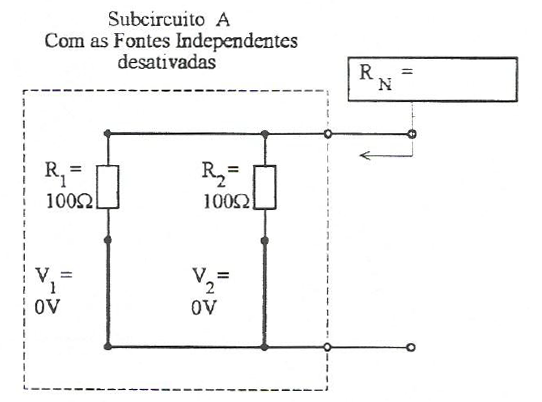 Subcircuito A
Com as Fontes Independentes
desativadas
R_N =
R_1 =
100Ω
R_2 =
100Ω
V_1 =
0V
V_2 =
0V